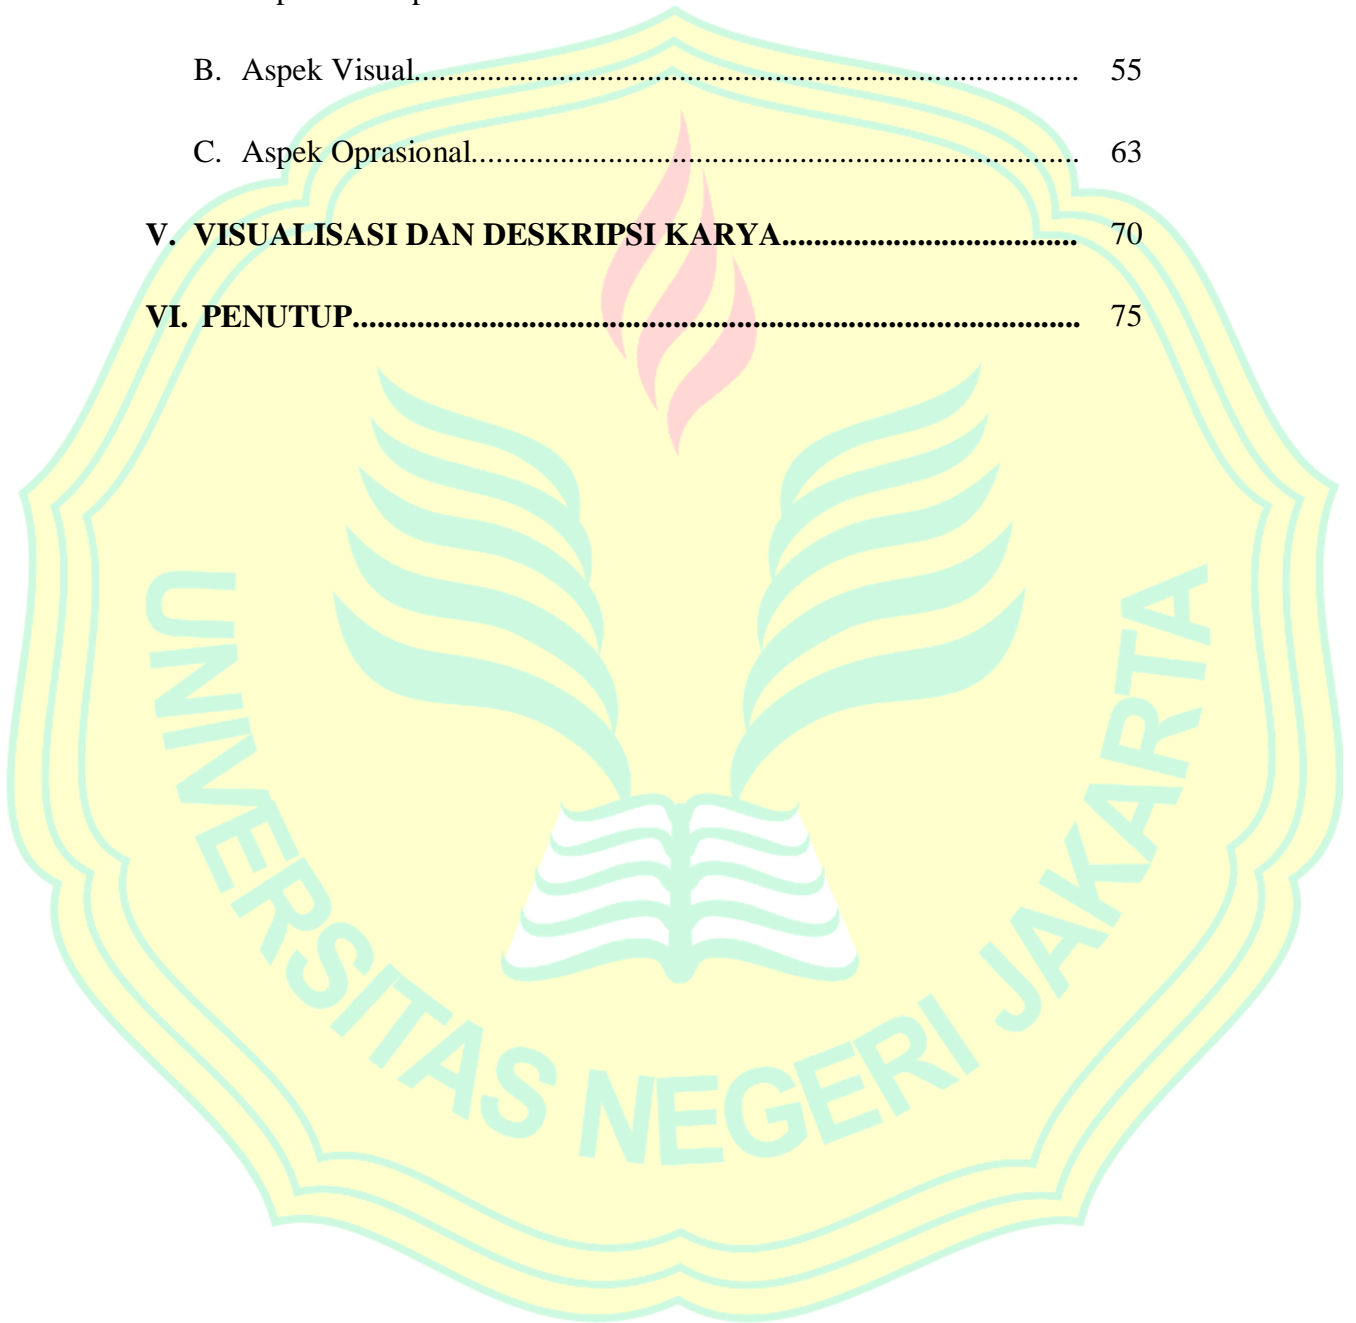 B. Aspek Visual.................................................................................... 55
C. Aspek Oprasional............................................................................. 63
V. VISUALISASI DAN DESKRIPSI KARYA...................................... 70
VI. PENUTUP............................................................................................ 75
UNIVERSITAS NEGERI JAKARTA